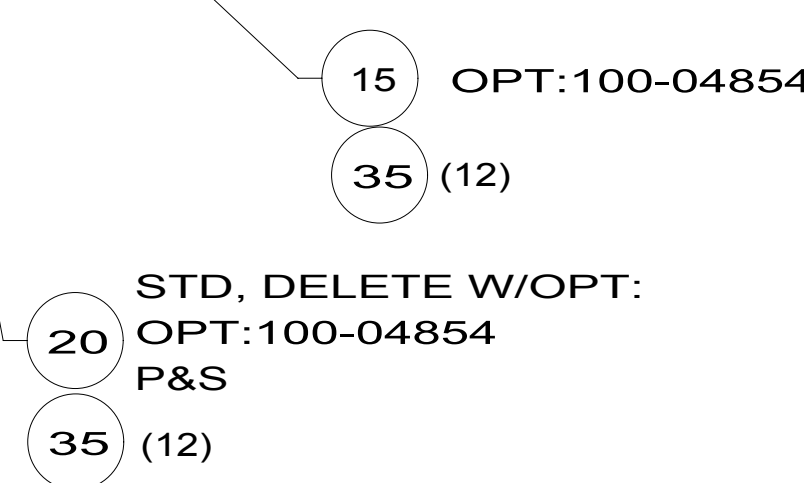 15 OPT:100-04854
35 (12)
STD, DELETE W/OPT:
20 OPT:100-04854
P&S
35 (12)